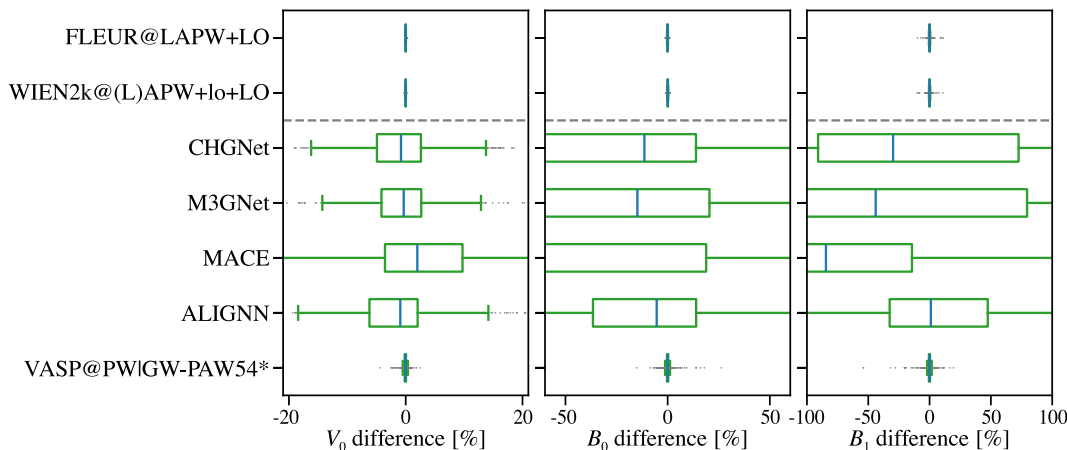 FLEUR@LAPW+LO
WIEN2k@(L)APW+lo+LO
CHGNet
M3GNet
MACE
ALIGNN
VASP@PW|GW-PAW54*
-20 0 20
V0 difference [%]
-50 0 50
B0 difference [%]
-100 -50 0 50 100
B1 difference [%]